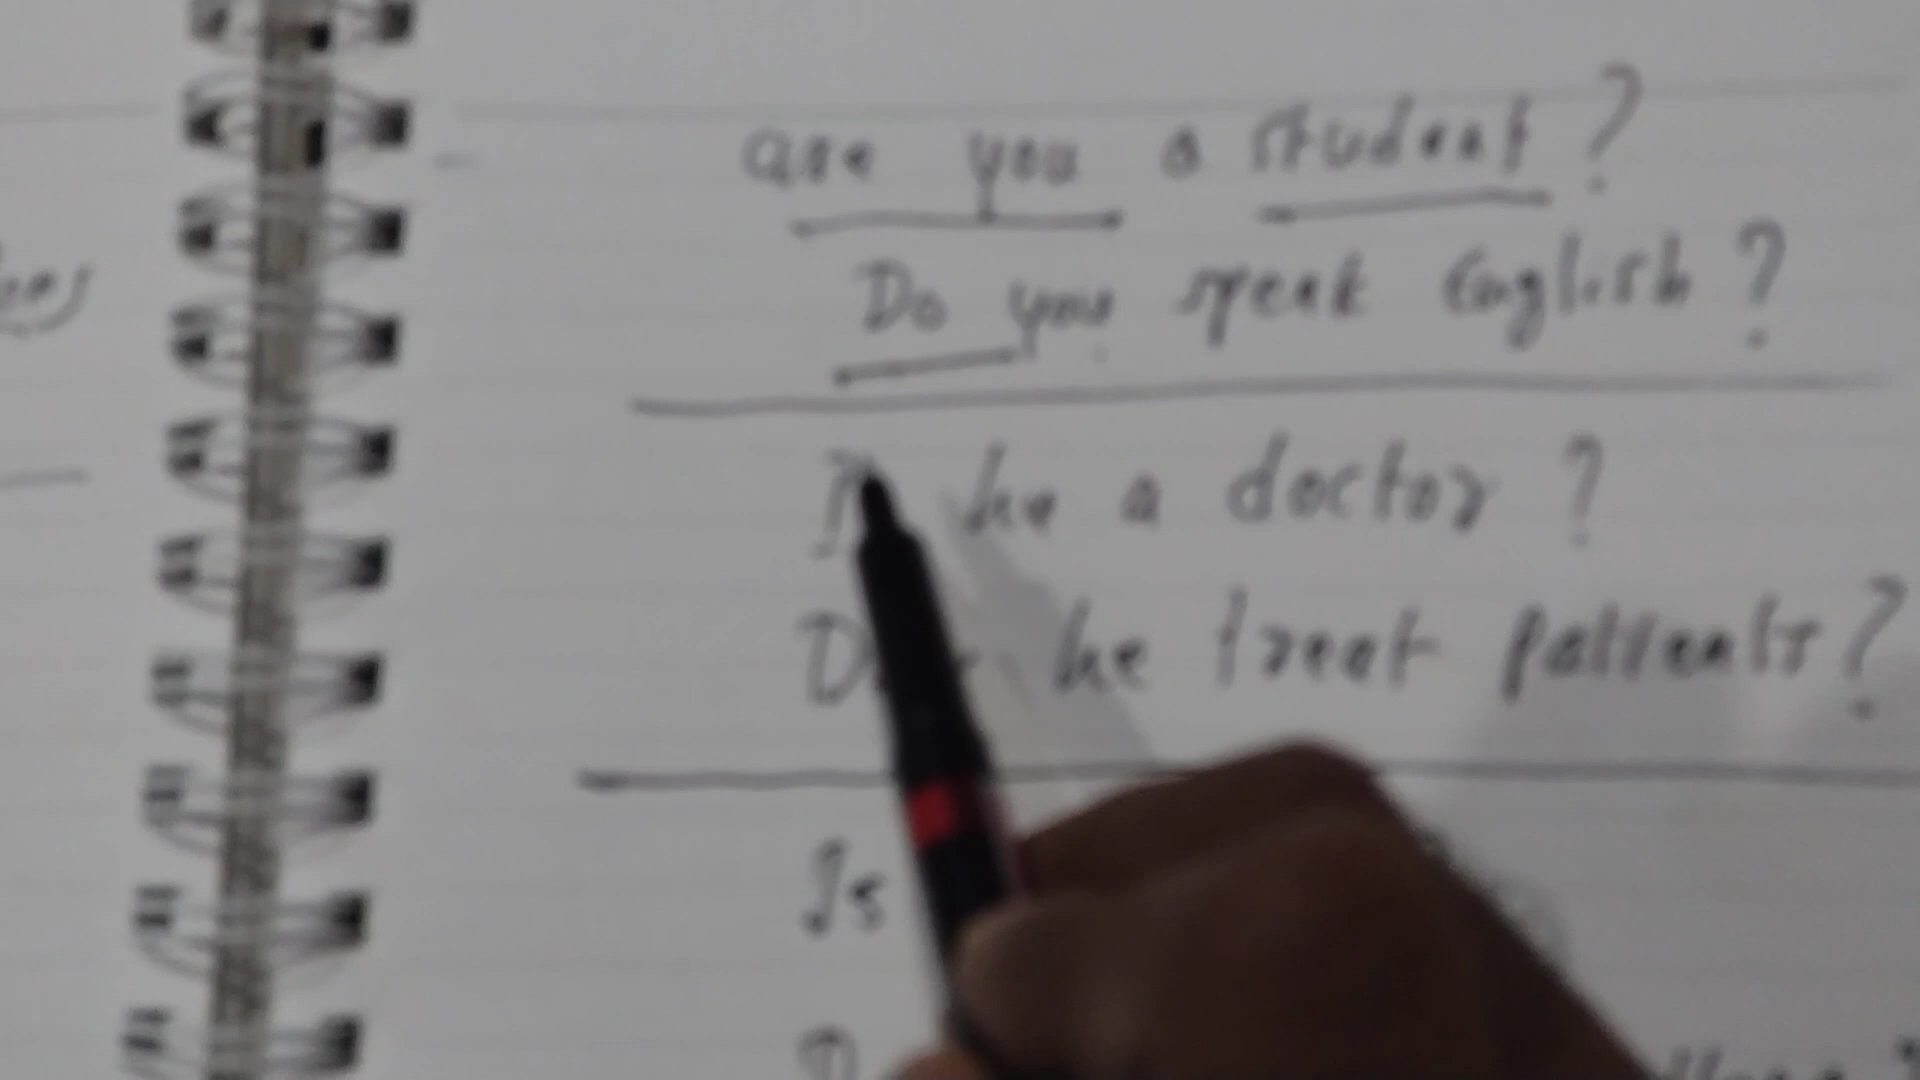 are you a student ?
Do you speak English ?
he a doctor ?
he treat patients ?
Is